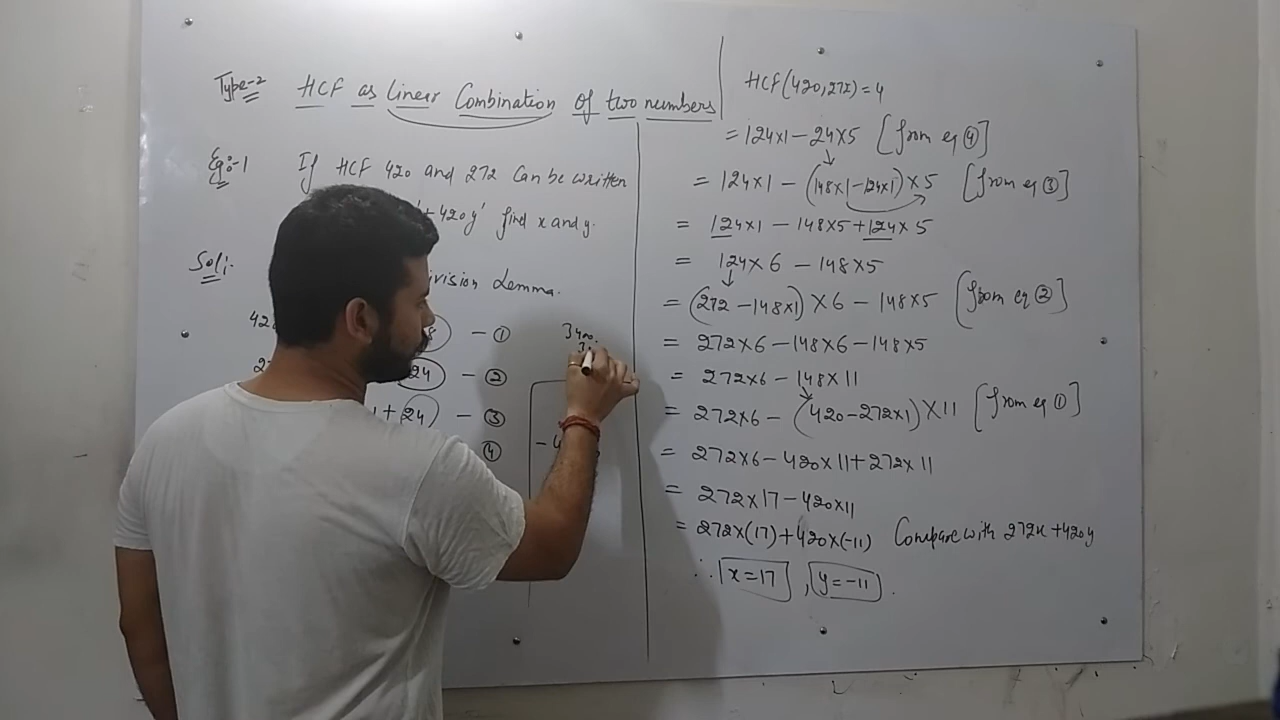 Type-2 HCF as Linear Combination of two numbers
Eg:-1 If HCF 420 and 272 Can be written
+420y' find x and y.
Sol:-
ivision Lemma.
420
8 - ①
24 - ②
+ 24 - ③
④
3400
HCF(420,272) = 4
= 124×1 - 24×5 [from eq ④]
= 124×1 - (148×1-124×1)×5 [from eq ③]
= 124×1 - 148×5 + 124×5
= 124×6 - 148×5
= (272 - 148×1)×6 - 148×5 [from eq ②]
= 272×6 - 148×6 - 148×5
= 272×6 - 148×11
= 272×6 - (420-272×1)×11 [from eq ①]
= 272×6 - 420×11 + 272×11
= 272×17 - 420×11
= 272×(17) + 420×(-11) Compare with 272x + 420y
∴ x=17 , y=-11 .